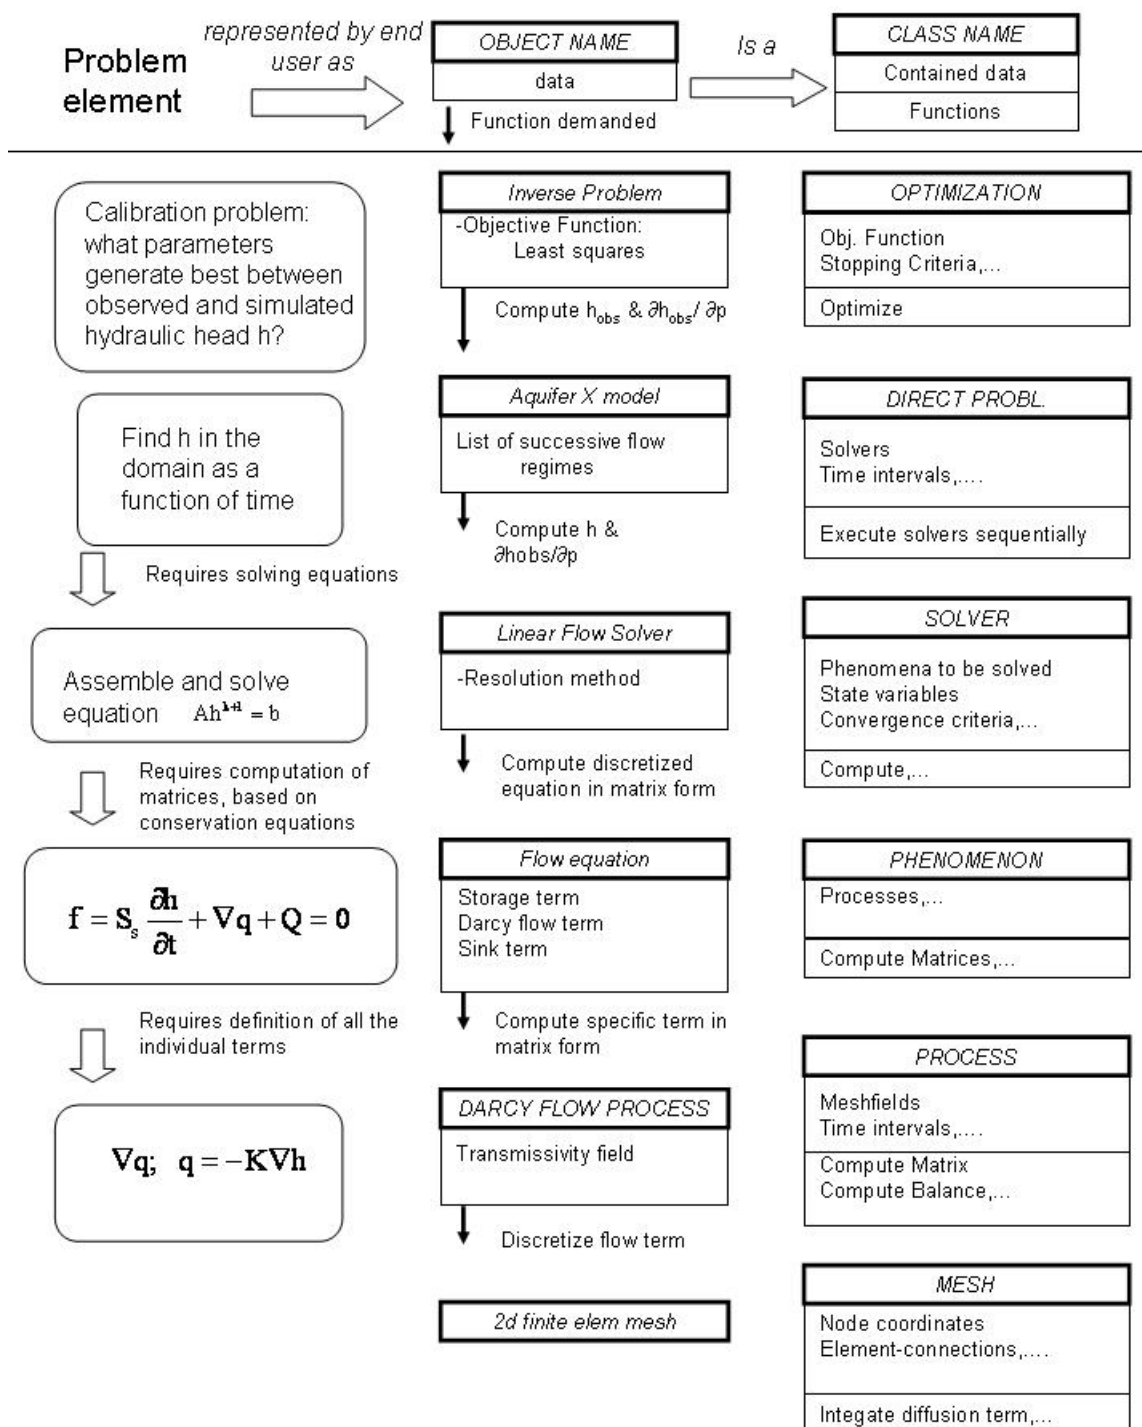 Problem
element
represented by end
user as
OBJECT NAME
data
Function demanded
Is a
CLASS NAME
Contained data
Functions
Calibration problem:
what parameters
generate best between
observed and simulated
hydraulic head h?
Inverse Problem
-Objective Function:
Least squares
Compute h_obs & ∂h_obs/ ∂p
OPTIMIZATION
Obj. Function
Stopping Criteria,...
Optimize
Find h in the
domain as a
function of time
Aquifer X model
List of successive flow
regimes
Compute h &
∂hobs/∂p
DIRECT PROBL.
Solvers
Time intervals,....
Execute solvers sequentially
Requires solving equations
Assemble and solve
equation Ah^{k+1} = b
Linear Flow Solver
-Resolution method
Compute discretized
equation in matrix form
SOLVER
Phenomena to be solved
State variables
Convergence criteria,...
Compute,...
Requires computation of
matrices, based on
conservation equations
f = S_s ∂h/∂t + ∇q + Q = 0
Flow equation
Storage term
Darcy flow term
Sink term
Compute specific term in
matrix form
PHENOMENON
Processes,...
Compute Matrices,...
Requires definition of all the
individual terms
∇q; q = −K∇h
DARCY FLOW PROCESS
Transmissivity field
Discretize flow term
PROCESS
Meshfields
Time intervals,....
Compute Matrix
Compute Balance,...
2d finite elem mesh
MESH
Node coordinates
Element-connections,....
Integate diffusion term,...